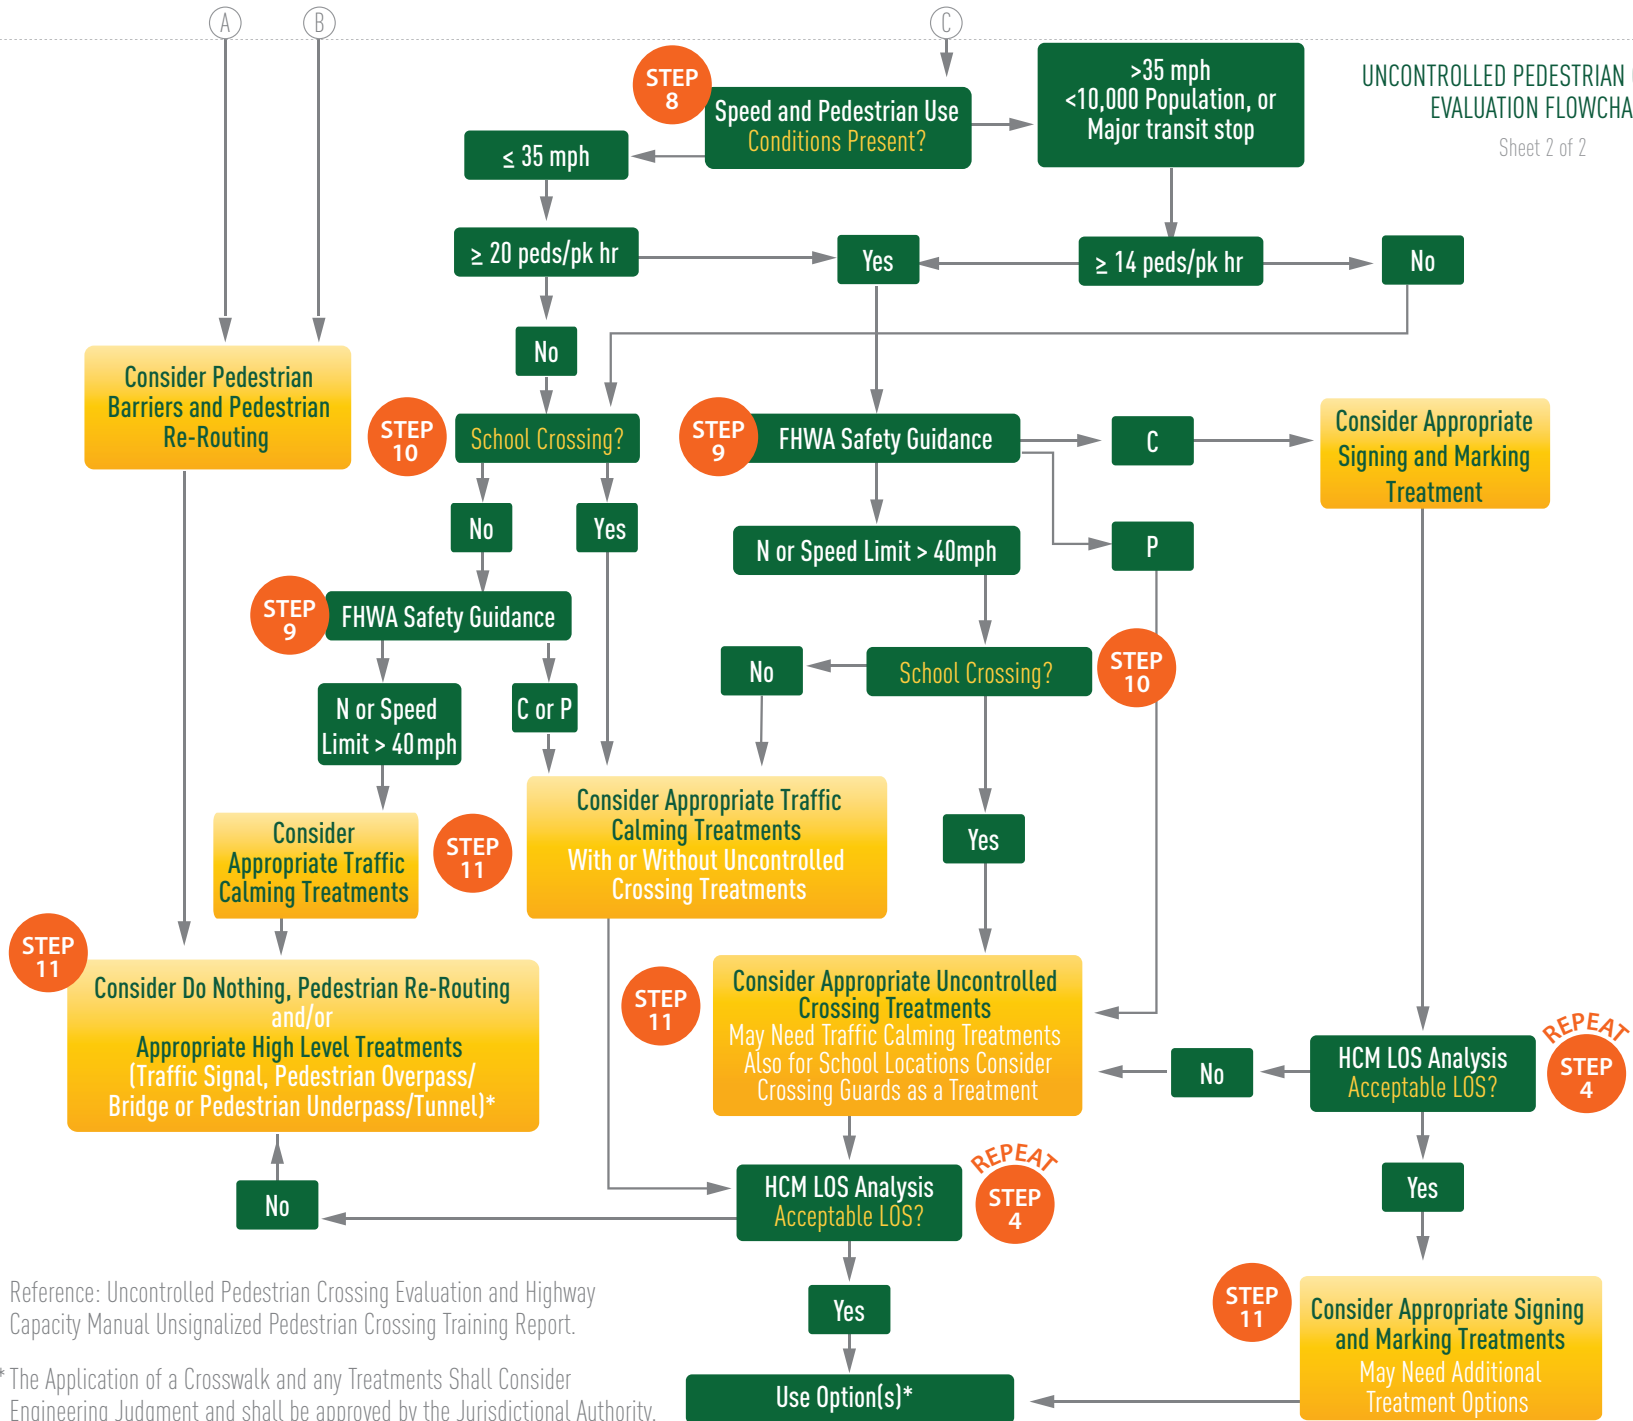 A
B
C
UNCONTROLLED PEDESTRIAN
EVALUATION FLOWCHA
Sheet 2 of 2
STEP
8
Speed and Pedestrian Use
Conditions Present?
>35 mph
<10,000 Population, or
Major transit stop
≤ 35 mph
≥ 20 peds/pk hr
Yes
≥ 14 peds/pk hr
No
No
Consider Pedestrian
Barriers and Pedestrian
Re-Routing
STEP
10
School Crossing?
STEP
9
FHWA Safety Guidance
C
Consider Appropriate
Signing and Marking
Treatment
No
Yes
N or Speed Limit > 40mph
P
STEP
9
FHWA Safety Guidance
No
School Crossing?
STEP
10
N or Speed
Limit > 40mph
C or P
Consider
Appropriate Traffic
Calming Treatments
STEP
11
Consider Appropriate Traffic
Calming Treatments
With or Without Uncontrolled
Crossing Treatments
Yes
STEP
11
Consider Do Nothing, Pedestrian Re-Routing
and/or
Appropriate High Level Treatments
(Traffic Signal, Pedestrian Overpass/
Bridge or Pedestrian Underpass/Tunnel)*
STEP
11
Consider Appropriate Uncontrolled
Crossing Treatments
May Need Traffic Calming Treatments
Also for School Locations Consider
Crossing Guards as a Treatment
No
HCM LOS Analysis
Acceptable LOS?
REPEAT
STEP
4
No
HCM LOS Analysis
Acceptable LOS?
REPEAT
STEP
4
Yes
Yes
STEP
11
Consider Appropriate Signing
and Marking Treatments
May Need Additional
Treatment Options
Use Option(s)*
Reference: Uncontrolled Pedestrian Crossing Evaluation and Highway
Capacity Manual Unsignalized Pedestrian Crossing Training Report.
* The Application of a Crosswalk and any Treatments Shall Consider
Engineering Judgment and shall be approved by the Jurisdictional Authority.